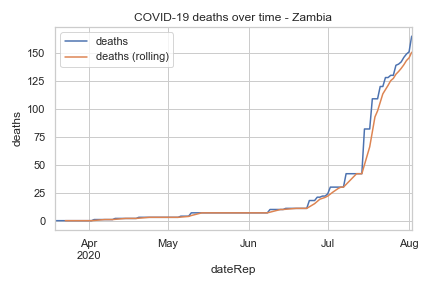 COVID-19 deaths over time - Zambia
deaths
deaths (rolling)
150
125
100
75
50
25
0
deaths
Apr May Jun Jul Aug
2020
dateRep